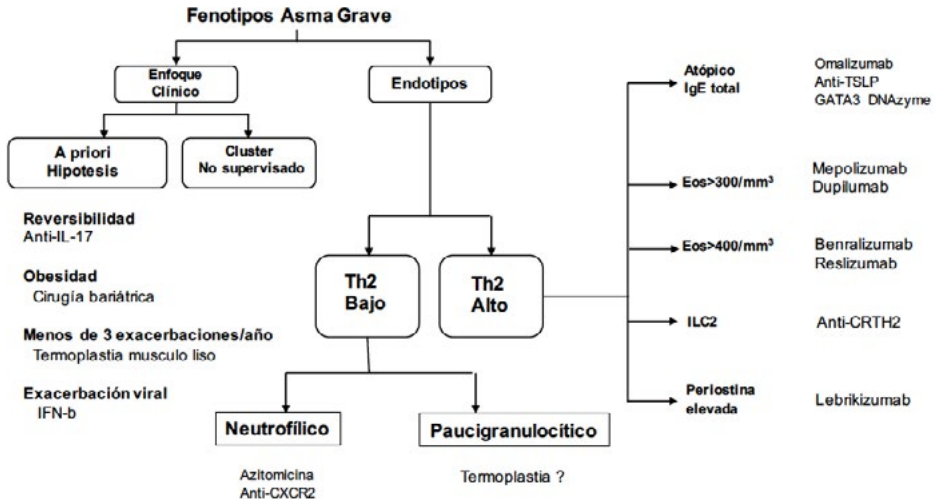 Fenotipos Asma Grave
Enfoque
Clínico
Endotipos
A priori
Hipotesis
Cluster
No supervisado
Reversibilidad
Anti-IL-17
Obesidad
Cirugía bariátrica
Menos de 3 exacerbaciones/año
Termoplastia musculo liso
Exacerbación viral
IFN-b
Th2
Bajo
Th2
Alto
Neutrofílico
Azitomicina
Anti-CXCR2
Paucigranulocítico
Termoplastia ?
Atópico
IgE total
Omalizumab
Anti-TSLP
GATA3 DNAzyme
Eos>300/mm³
Mepolizumab
Dupilumab
Eos>400/mm³
Benralizumab
Reslizumab
ILC2
Anti-CRTH2
Periostina
elevada
Lebrikizumab